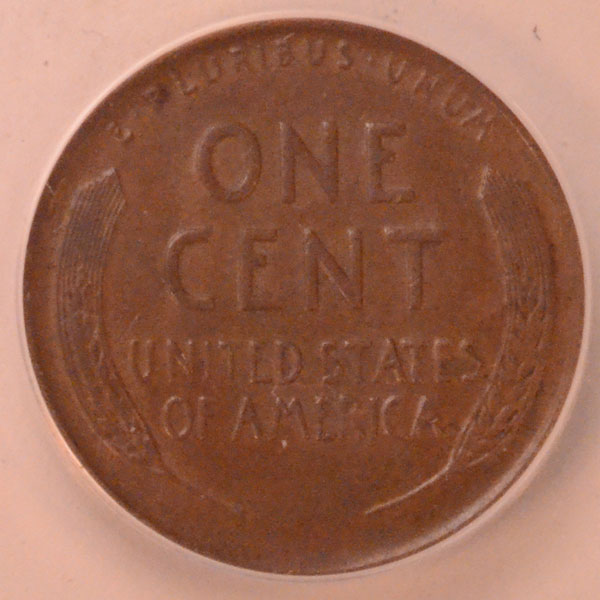 E·PLURIBUS·UNUM
ONE
CENT
UNITED STATES
OF AMERICA